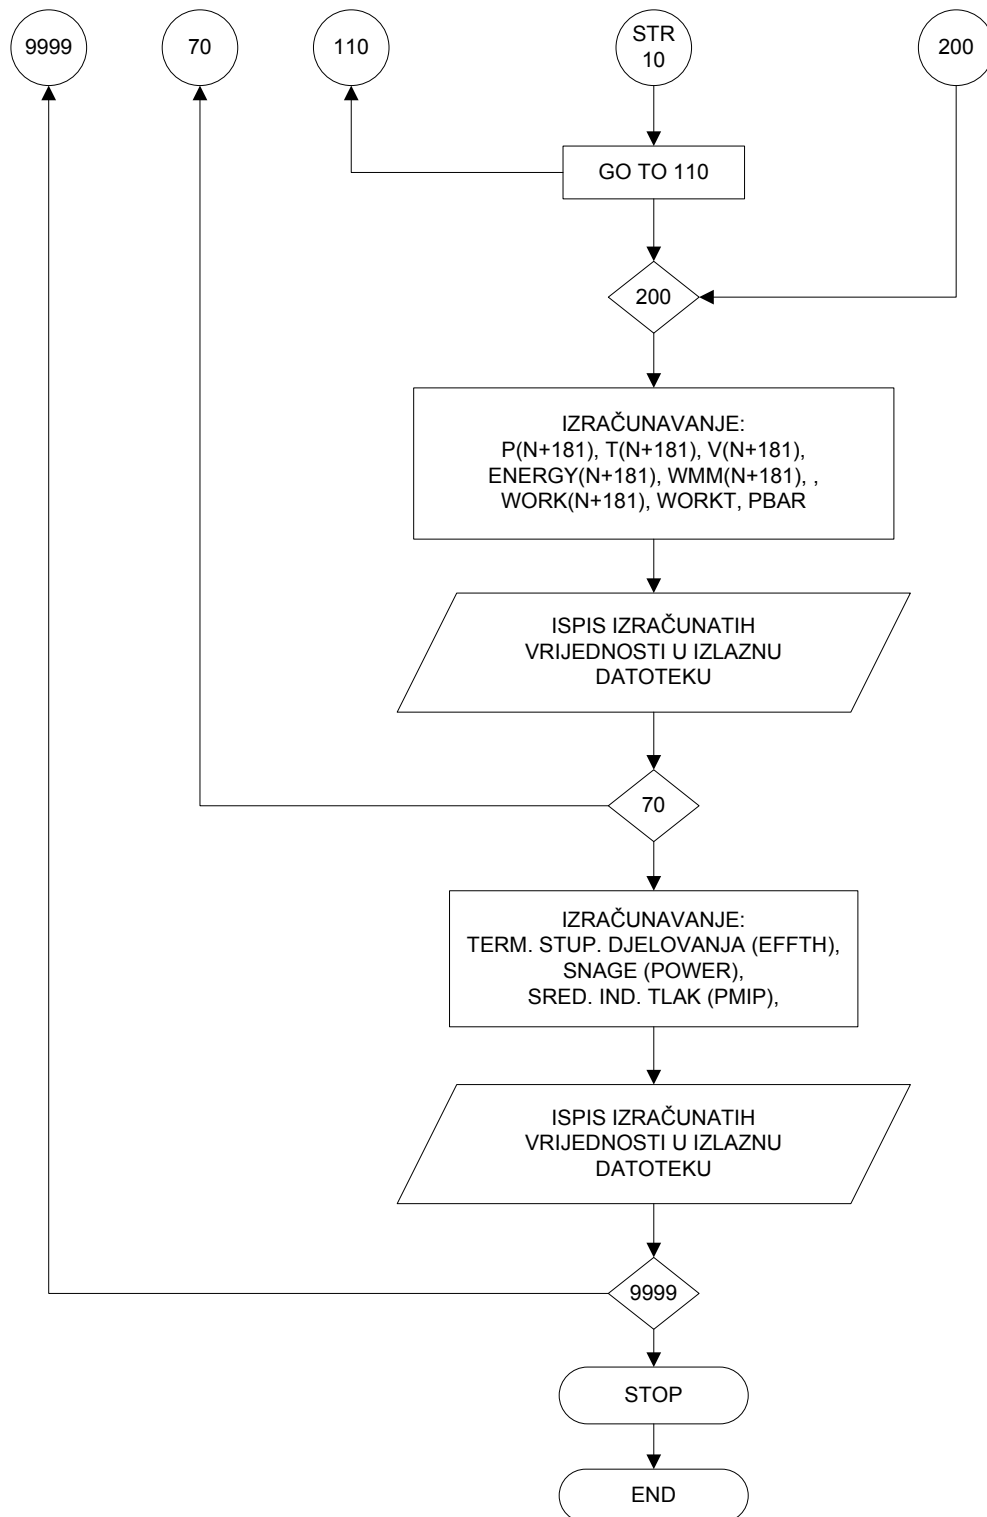 9999
70
110
STR
10
200
GO TO 110
200
IZRAČUNAVANJE:
P(N+181), T(N+181), V(N+181),
ENERGY(N+181), WMM(N+181), ,
WORK(N+181), WORKT, PBAR
ISPIS IZRAČUNATIH
VRIJEDNOSTI U IZLAZNU
DATOTEKU
70
IZRAČUNAVANJE:
TERM. STUP. DJELOVANJA (EFFTH),
SNAGE (POWER),
SRED. IND. TLAK (PMIP),
ISPIS IZRAČUNATIH
VRIJEDNOSTI U IZLAZNU
DATOTEKU
9999
STOP
END